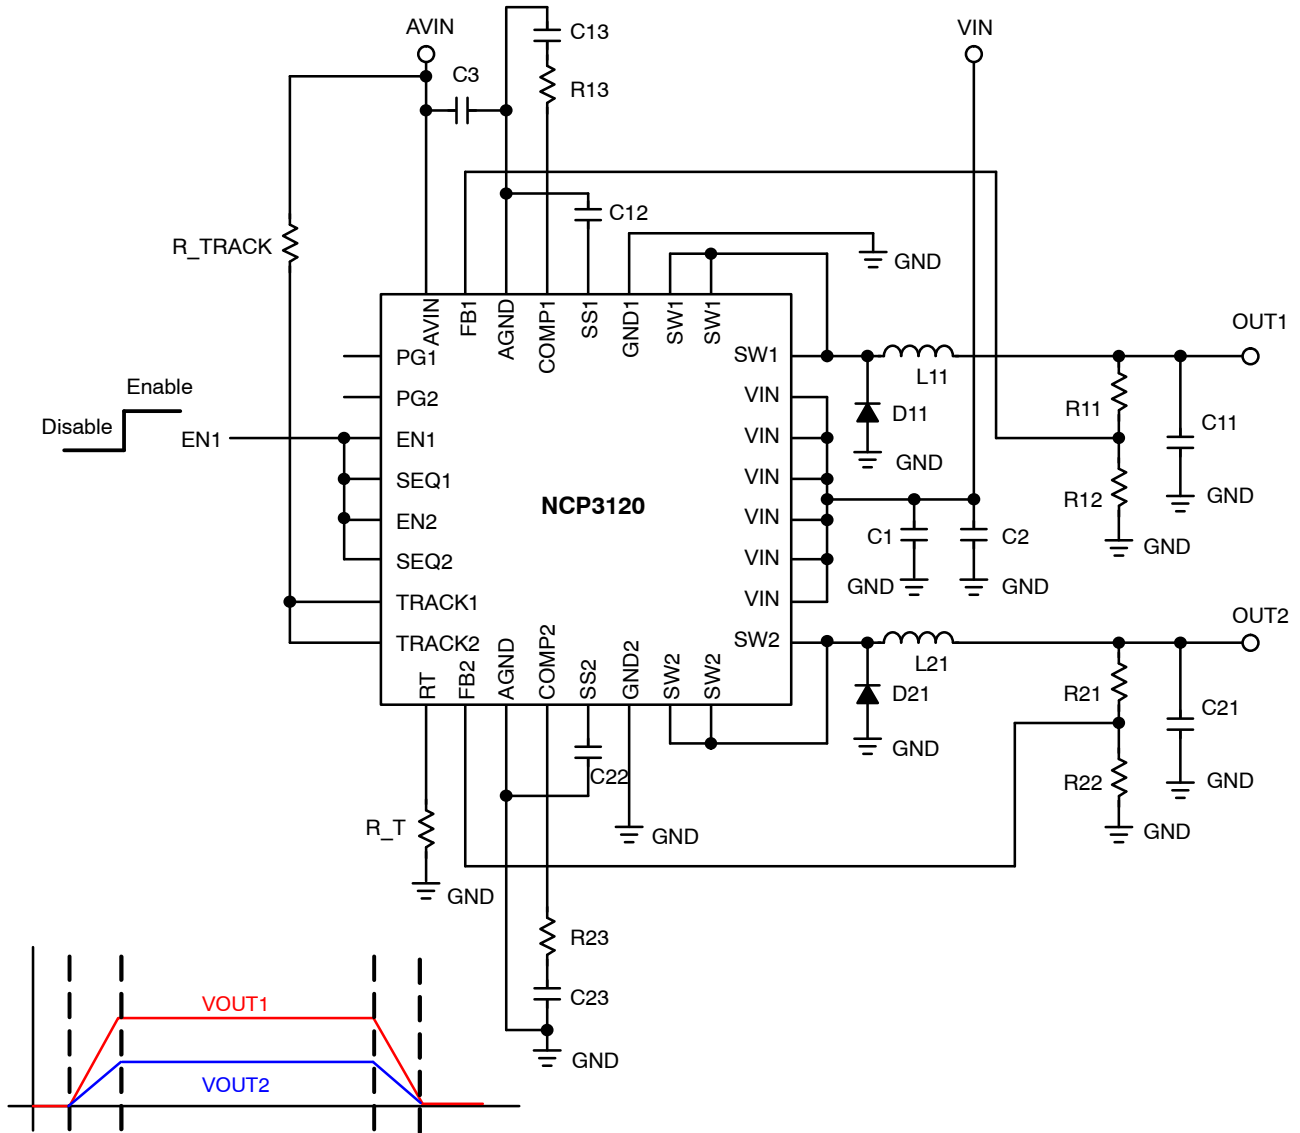 AVIN
VIN
C13
C3
R13
C12
R_TRACK
GND
AVIN
FB1
AGND
COMP1
SS1
GND1
SW1
SW1
OUT1
PG1
SW1
L11
Enable
PG2
VIN
R11
D11
C11
Disable
EN1
EN1
VIN
GND
SEQ1
VIN
R12
GND
NCP3120
EN2
VIN
C1
C2
GND
SEQ2
VIN
GND
GND
TRACK1
VIN
OUT2
TRACK2
SW2
L21
RT
FB2
AGND
COMP2
SS2
GND2
SW2
SW2
D21
R21
C21
GND
C22
R22
GND
R_T
GND
GND
GND
R23
C23
VOUT1
GND
VOUT2